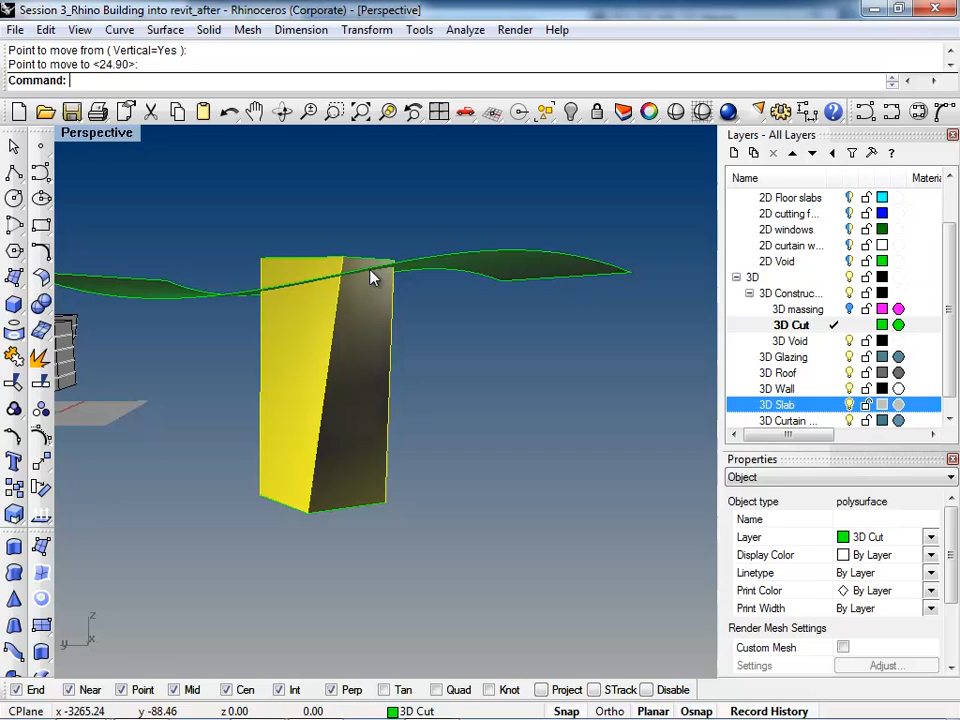 Session 3_Rhino Building into revit_after - Rhinoceros (Corporate) - [Perspective]
File Edit View Curve Surface Solid Mesh Dimension Transform Tools Analyze Render Help
Point to move from ( Vertical=Yes ):
Point to move to <24.90>:
Command:
Perspective
Layers - All Layers
Name Materia
2D Floor slabs
2D cutting f...
2D windows
2D curtain w...
2D Void
3D
3D Construc...
3D massing
3D Cut
3D Void
3D Glazing
3D Roof
3D Wall
3D Slab
3D Curtain ...
Properties
Object
Object type polysurface
Name
Layer 3D Cut
Display Color By Layer
Linetype By Layer
Print Color By Layer
Print Width By Layer
Render Mesh Settings
Custom Mesh
Settings Adjust...
z
y x
End Near Point Mid Cen Int Perp Tan Quad Knot Project STrack Disable
CPlane x -3265.24 y -88.46 z 0.00 0.00 3D Cut Snap Ortho Planar Osnap Record History